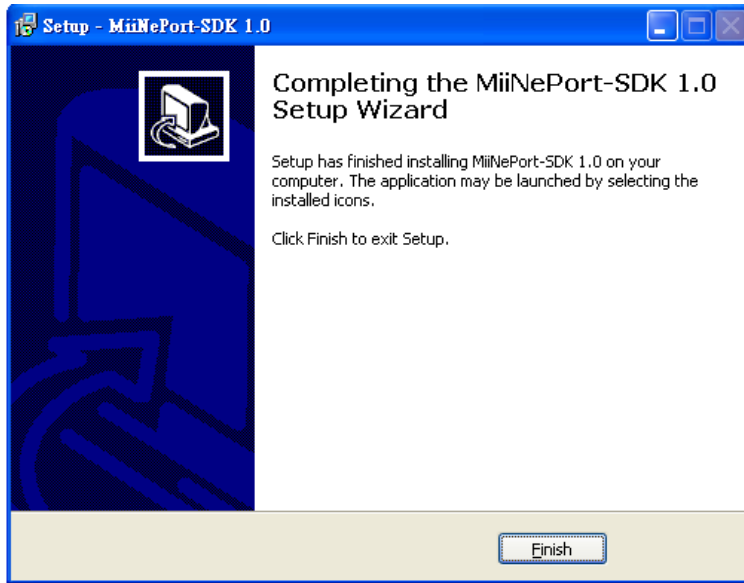 Setup - MiiNePort-SDK 1.0
Completing the MiiNePort-SDK 1.0
Setup Wizard
Setup has finished installing MiiNePort-SDK 1.0 on your
computer. The application may be launched by selecting the
installed icons.
Click Finish to exit Setup.
Finish